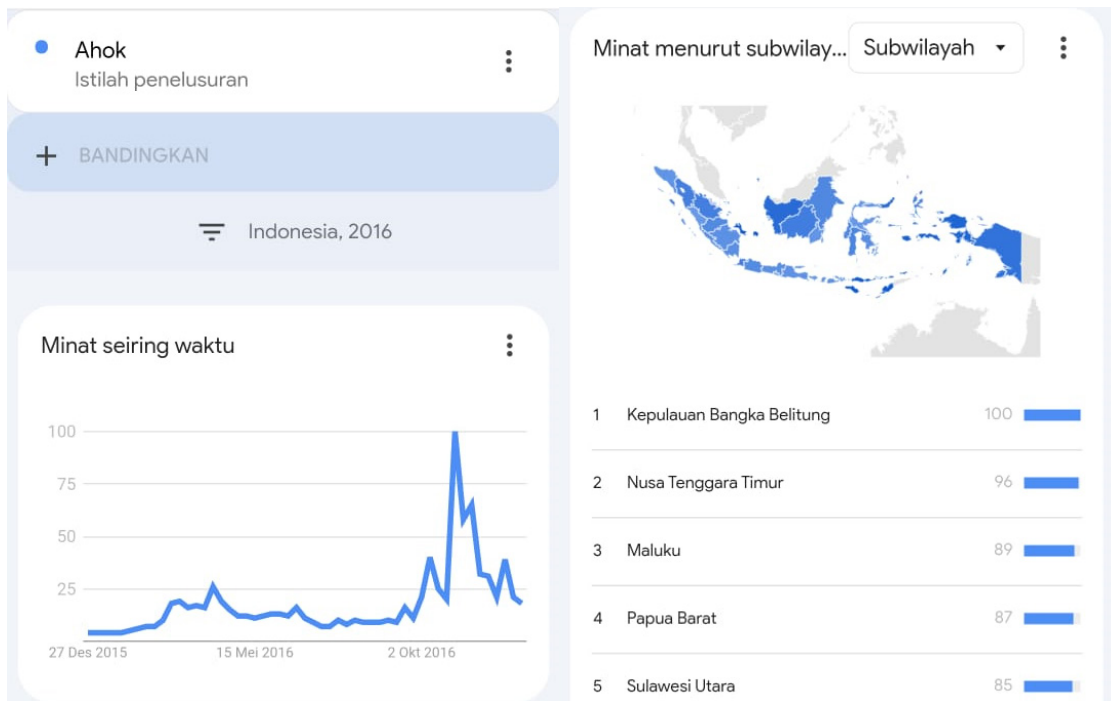 Ahok
Istilah penelusuran
BANDINGKAN
Indonesia, 2016
Minat seiring waktu
100
75
50
25
27 Des 2015 15 Mei 2016 2 Okt 2016
Minat menurut subwilay... Subwilayah
1 Kepulauan Bangka Belitung 100
2 Nusa Tenggara Timur 96
3 Maluku 89
4 Papua Barat 87
5 Sulawesi Utara 85